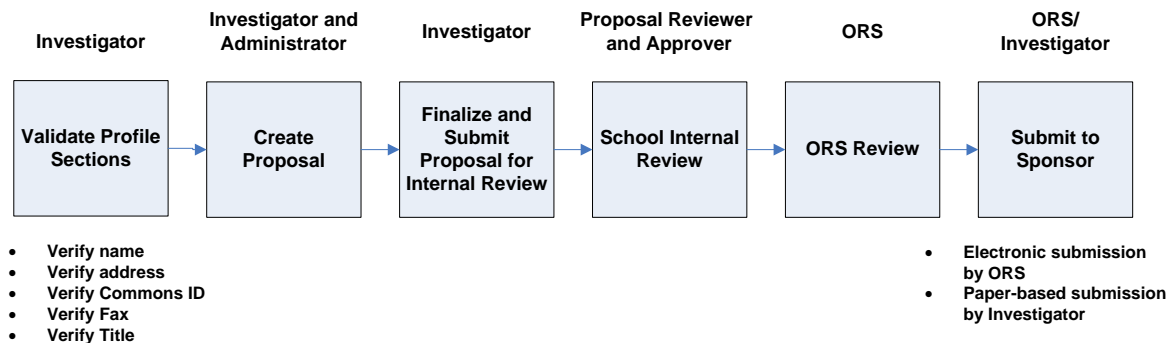 Investigator
Investigator and
Administrator
Investigator
Proposal Reviewer
and Approver
ORS
ORS/
Investigator
Validate Profile
Sections
Create
Proposal
Finalize and
Submit
Proposal for
Internal Review
School Internal
Review
ORS Review
Submit to
Sponsor
• Verify name
• Verify address
• Verify Commons ID
• Verify Fax
• Verify Title
• Electronic submission
by ORS
• Paper-based submission
by Investigator